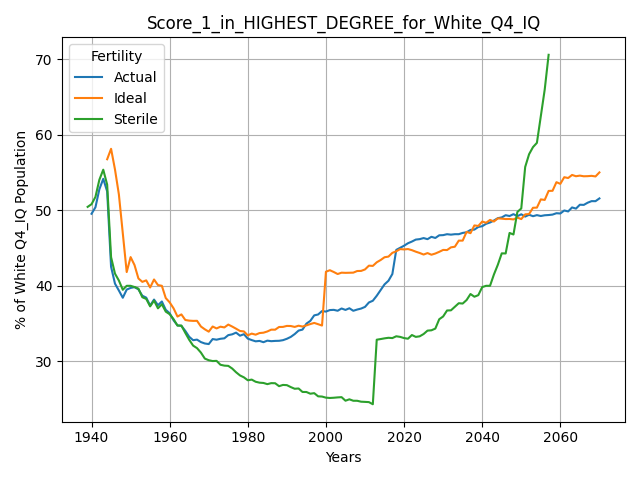 Score_1_in_HIGHEST_DEGREE_for_White_Q4_IQ
Fertility
Actual
Ideal
Sterile
% of White Q4_IQ Population
70
60
50
40
30
1940 1960 1980 2000 2020 2040 2060
Years